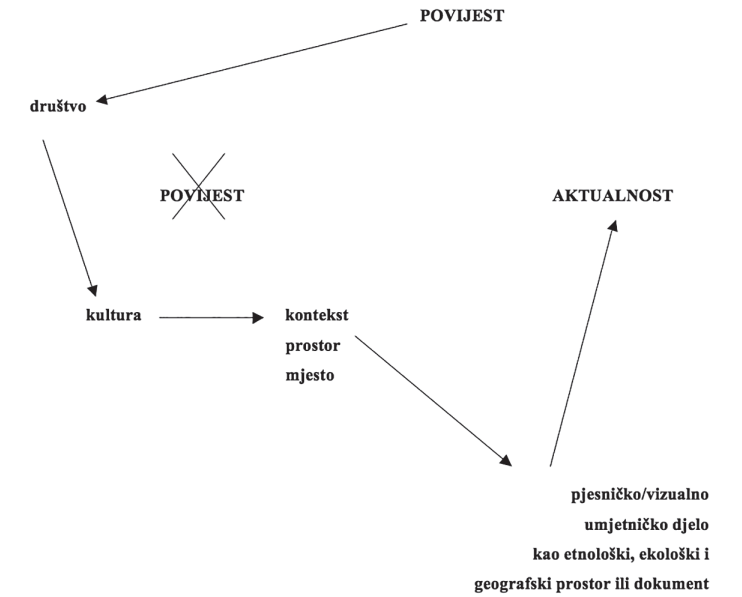 POVIJEST
društvo
POVIJEST
AKTUALNOST
kultura
kontekst
prostor
mjesto
pjesničko/vizualno
umjetničko djelo
kao etnološki, ekološki i
geografski prostor ili dokument